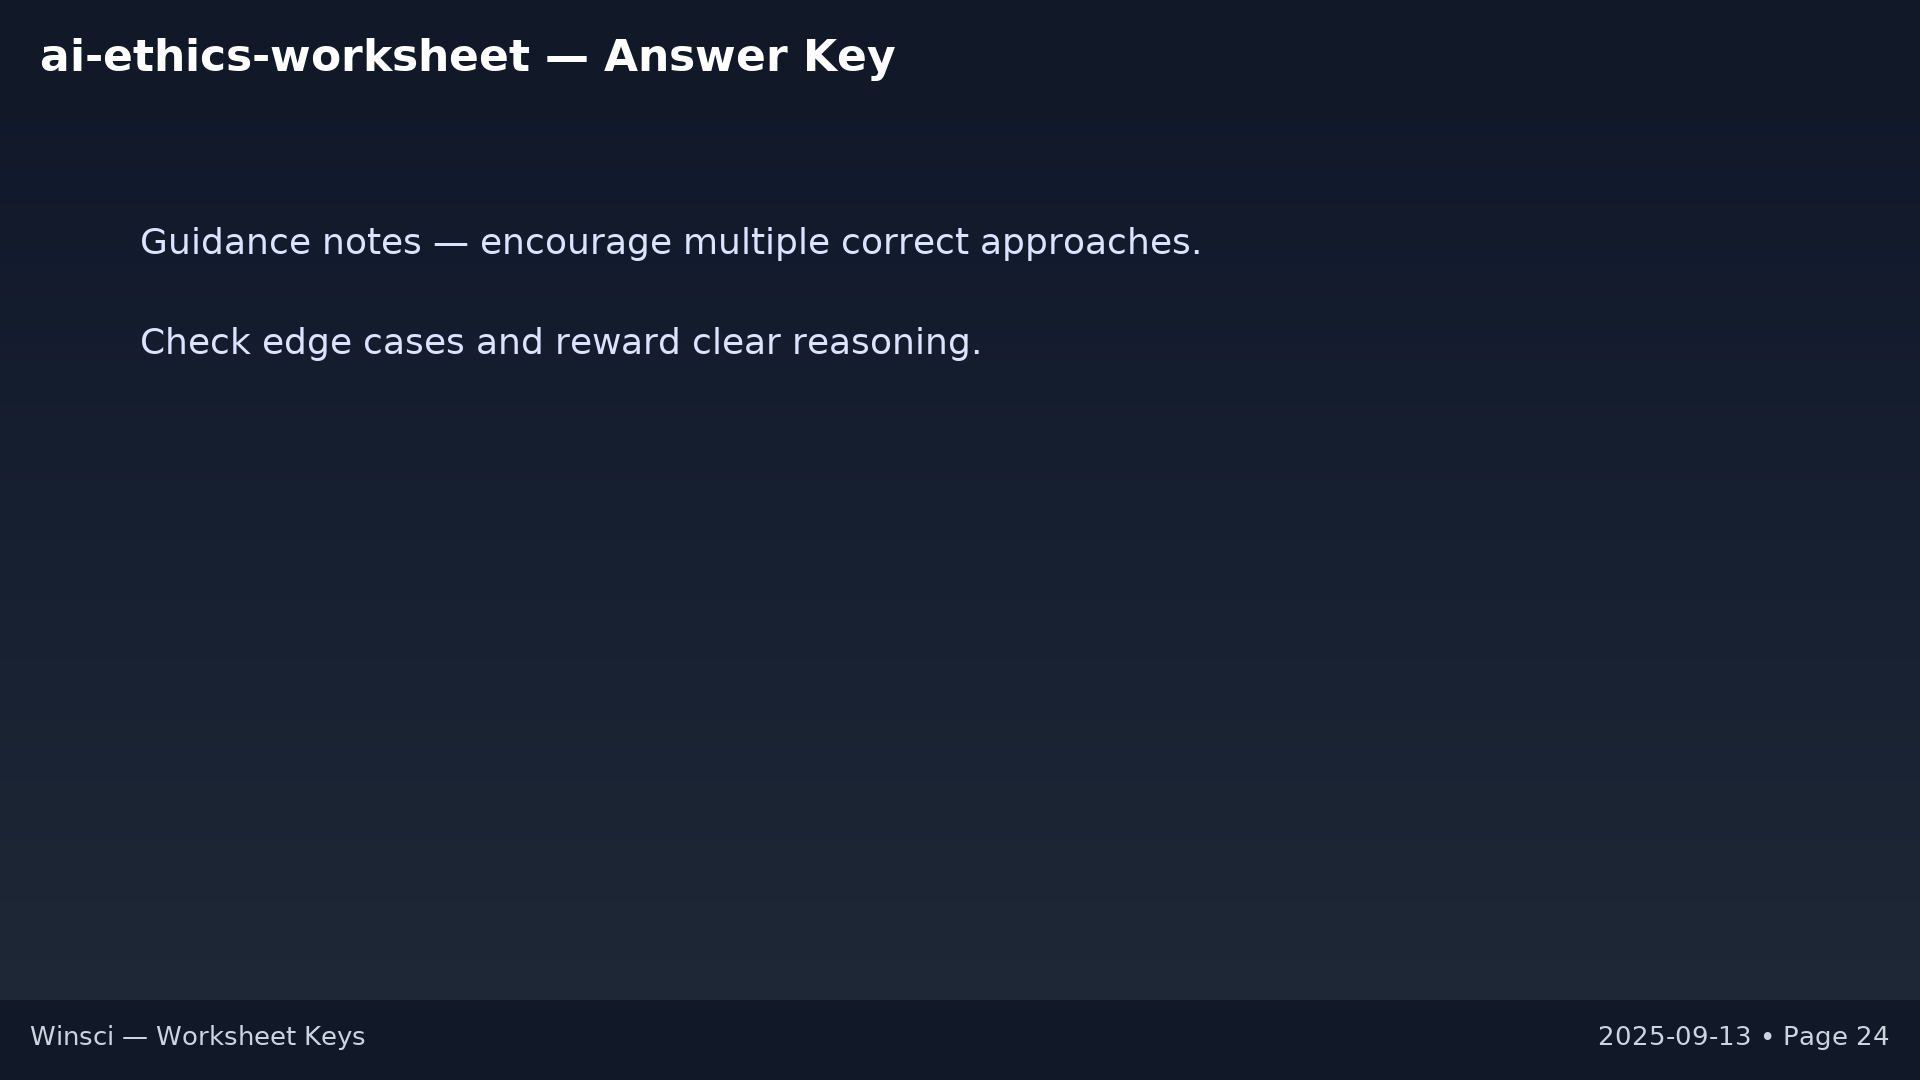 ai-ethics-worksheet — Answer Key
Guidance notes — encourage multiple correct approaches.
Check edge cases and reward clear reasoning.
Winsci — Worksheet Keys
2025-09-13 • Page 24